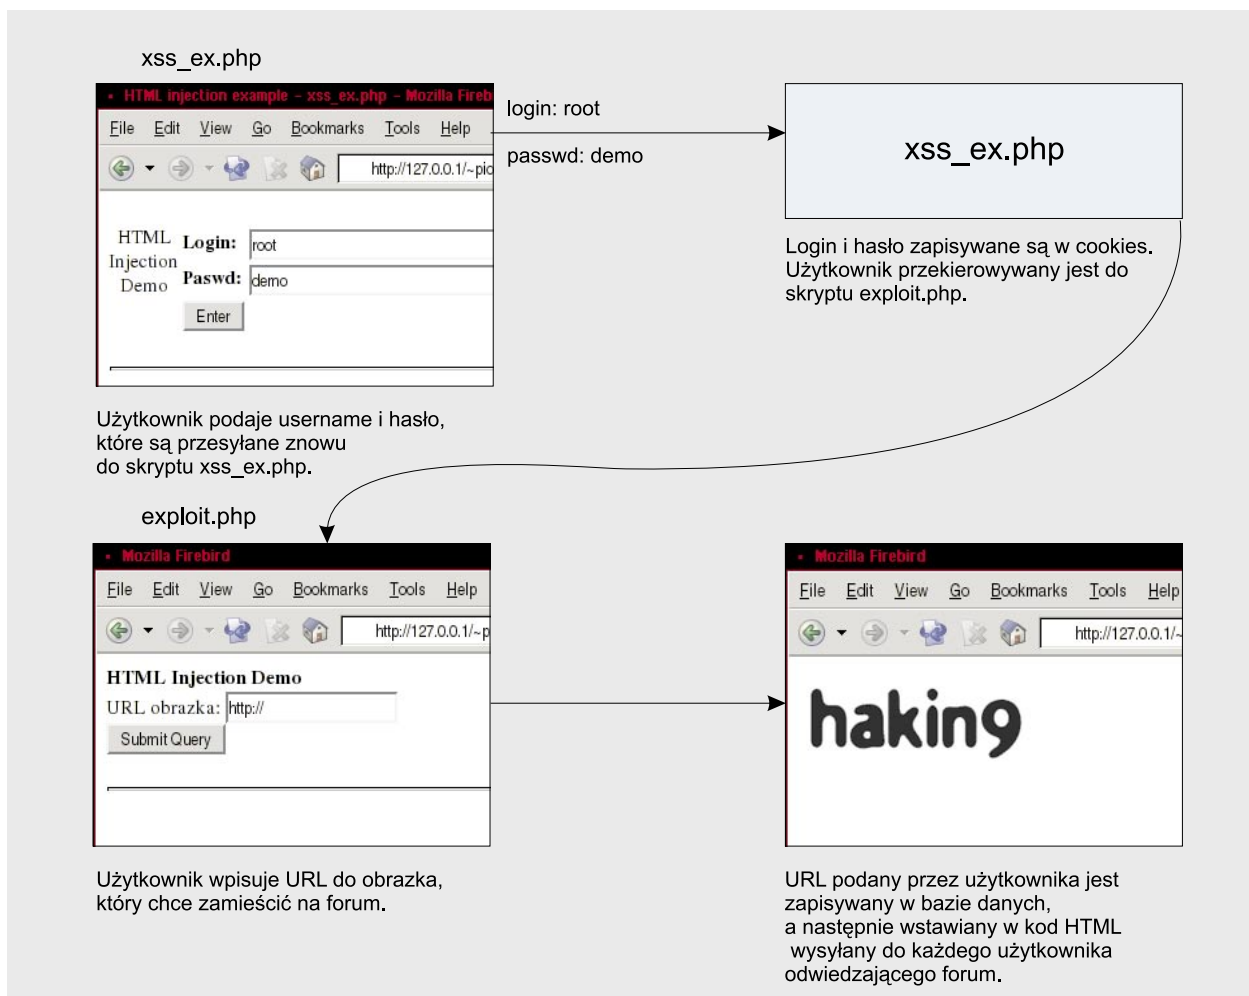 xss_ex.php
HTML injection example – xss_ex.php – Mozilla Fireb
File Edit View Go Bookmarks Tools Help
http://127.0.0.1/~pio
HTML
Injection
Demo
Login: root
Paswd: demo
Enter
login: root
passwd: demo
xss_ex.php
Login i hasło zapisywane są w cookies.
Użytkownik przekierowywany jest do
skryptu exploit.php.
Użytkownik podaje username i hasło,
które są przesyłane znowu
do skryptu xss_ex.php.
exploit.php
Mozilla Firebird
File Edit View Go Bookmarks Tools Help
http://127.0.0.1/~p
HTML Injection Demo
URL obrazka: http://
Submit Query
Użytkownik wpisuje URL do obrazka,
który chce zamieścić na forum.
Mozilla Firebird
File Edit View Go Bookmarks Tools Help
http://127.0.0.1/~
hakin9
URL podany przez użytkownika jest
zapisywany w bazie danych,
a następnie wstawiany w kod HTML
wysyłany do każdego użytkownika
odwiedzającego forum.